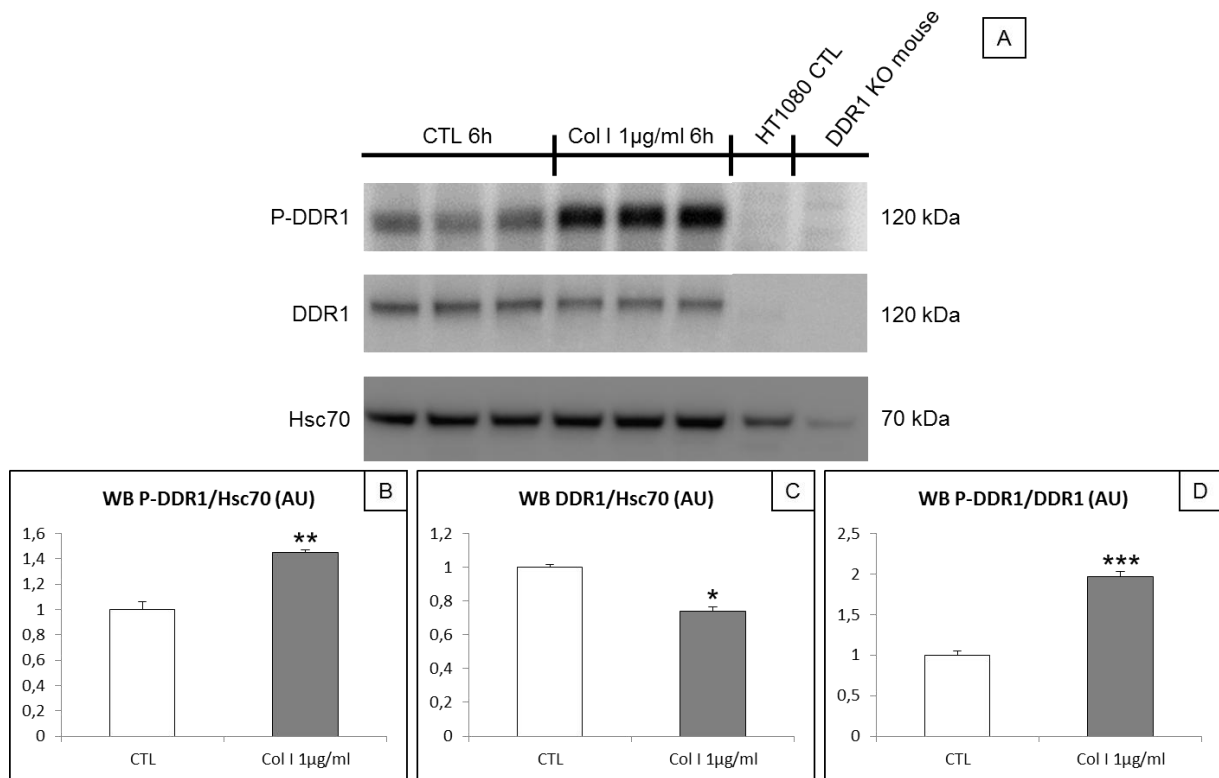 A
CTL 6h
Col I 1µg/ml 6h
HT1080 CTL
DDR1 KO mouse
P-DDR1
120 kDa
DDR1
120 kDa
Hsc70
70 kDa
B
WB P-DDR1/Hsc70 (AU)
1,6
1,4
1,2
1
0,8
0,6
0,4
0,2
0
**
CTL
Col I 1µg/ml
C
WB DDR1/Hsc70 (AU)
1,2
1
0,8
0,6
0,4
0,2
0
*
CTL
Col I 1µg/ml
D
WB P-DDR1/DDR1 (AU)
2,5
2
1,5
1
0,5
0
***
CTL
Col I 1µg/ml